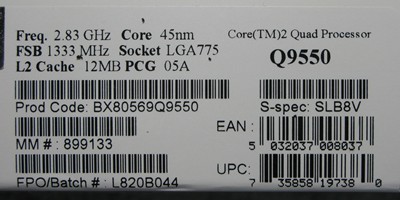 Freq. 2.83 GHz Core 45nm
FSB 1333 MHz Socket LGA775
L2 Cache 12MB PCG 05A
Core(TM)2 Quad Processor
Q9550
Prod Code: BX80569Q9550
S-spec: SLB8V
MM # : 899133
EAN :
5 032037 008037
FPO/Batch # : L820B044
UPC:
7 35858 19738 0